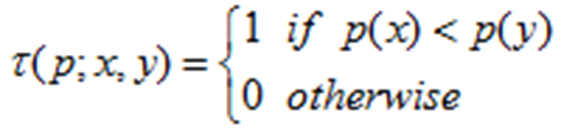 τ(p; x, y) = { 1 if p(x) < p(y)
0 otherwise